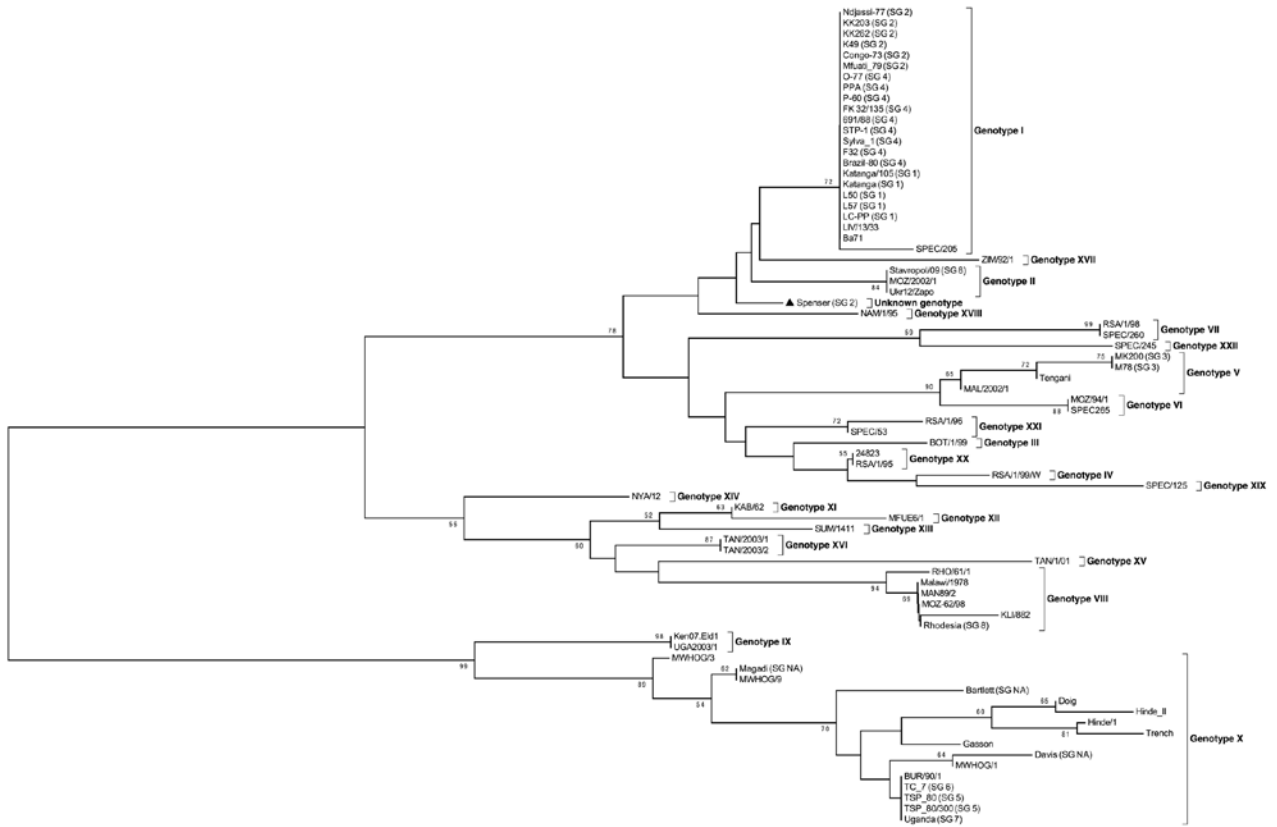 Ndjassi-77 (SG 2)
KK203 (SG 2)
KK262 (SG 2)
K49 (SG 2)
Congo-73 (SG 2)
Mfuati_79 (SG 2)
O-77 (SG 4)
PPA (SG 4)
P-60 (SG 4)
FK 32/135 (SG 4)
691/88 (SG 4)
STP-1 (SG 4)
Genotype I
Sylva_1 (SG 4)
F32 (SG 4)
Brazil-80 (SG 4)
Katanga/105 (SG 1)
72
Katanga (SG 1)
L50 (SG 1)
L57 (SG 1)
LC-PP (SG 1)
LIV/13/33
Ba71
SPEC/205
ZIM/92/1 Genotype XVII
Stavropol/09 (SG 8)
MOZ/2002/1 Genotype II
84
Ukr12/Zapo
Spenser (SG 2) Unknown genotype
NAM/1/95 Genotype XVIII
78
99 RSA/1/98 Genotype VII
SPEC/260
SPEC/245 Genotype XXII
75 MK200 (SG 3)
M78 (SG 3)
72
Tengani
Genotype V
65
MAL/2002/1
90
MOZ/94/1 Genotype VI
88
SPEC265
72
RSA/1/96 Genotype XXI
SPEC/53
BOT/1/99 Genotype III
55
24823 Genotype XX
RSA/1/95
RSA/1/99/W Genotype IV
SPEC/125 Genotype XIX
NYA/12 Genotype XIV
63 KAB/62 Genotype XI
52
MFUE6/1 Genotype XII
SUM/1411 Genotype XIII
87 TAN/2003/1 Genotype XVI
TAN/2003/2
TAN/1/01 Genotype XV
RHO/61/1
94
Malawi/1978
MAN89/2
MOZ-62/98
Genotype VIII
KLI/882
Rhodesia (SG 8)
98 Ken07.Eld1 Genotype IX
UGA2003/1
99
MWHOG/3
62 Magadi (SG NA)
MWHOG/9
54
Bartlett (SG NA)
70
65 Doig
60
Hinde_II
Hinde/1
81
Trench
Genotype X
Gasson
64 Davis (SG NA)
MWHOG/1
BUR/90/1
TC_7 (SG 6)
TSP_80 (SG 5)
TSP_80/300 (SG 5)
Uganda (SG 7)